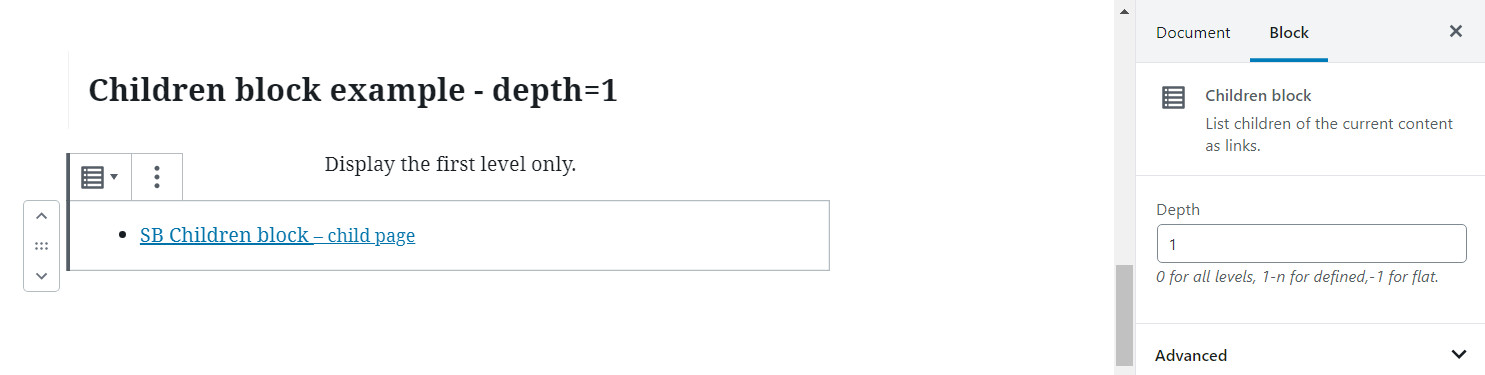 Children block example - depth=1
Display the first level only.
SB Children block – child page
Document
Block
Children block
List children of the current content
as links.
Depth
1
0 for all levels, 1-n for defined,-1 for flat.
Advanced